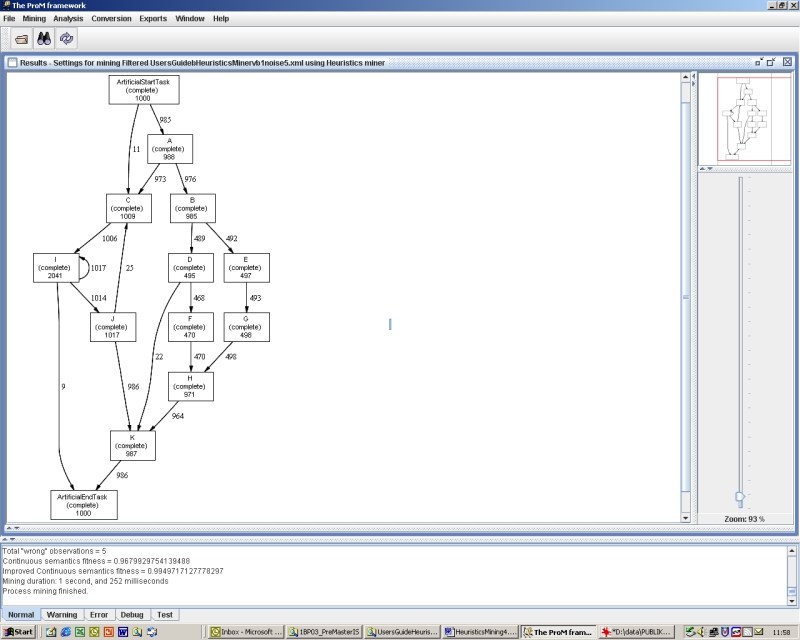 The ProM framework
File Mining Analysis Conversion Exports Window Help
Results - Settings for mining Filtered UsersGuidebHeuristicsMinervb1noise5.xml using Heuristics miner
ArtificialStartTask
(complete)
1000
985
11
A
(complete)
988
973
976
C
(complete)
1009
B
(complete)
985
1006
489
492
I
(complete)
2041
1017
25
D
(complete)
495
E
(complete)
497
1014
468
493
J
(complete)
1017
F
(complete)
470
G
(complete)
498
22
470
498
9
986
H
(complete)
971
964
K
(complete)
987
986
ArtificialEndTask
(complete)
1000
Zoom: 93 %
Total "wrong" observations = 5
Continuous semantics fitness = 0.9679929754139488
Improved Continuous semantics fitness = 0.9949717127778297
Mining duration: 1 second, and 252 milliseconds
Process mining finished.
Normal Warning Error Debug Test
Start
Inbox - Microsoft ...
1BP03_PreMasterIS
UsersGuideHeuris...
HeuristicsMining4....
The ProM fram...
"D:\data\PUBLIK...
11:58